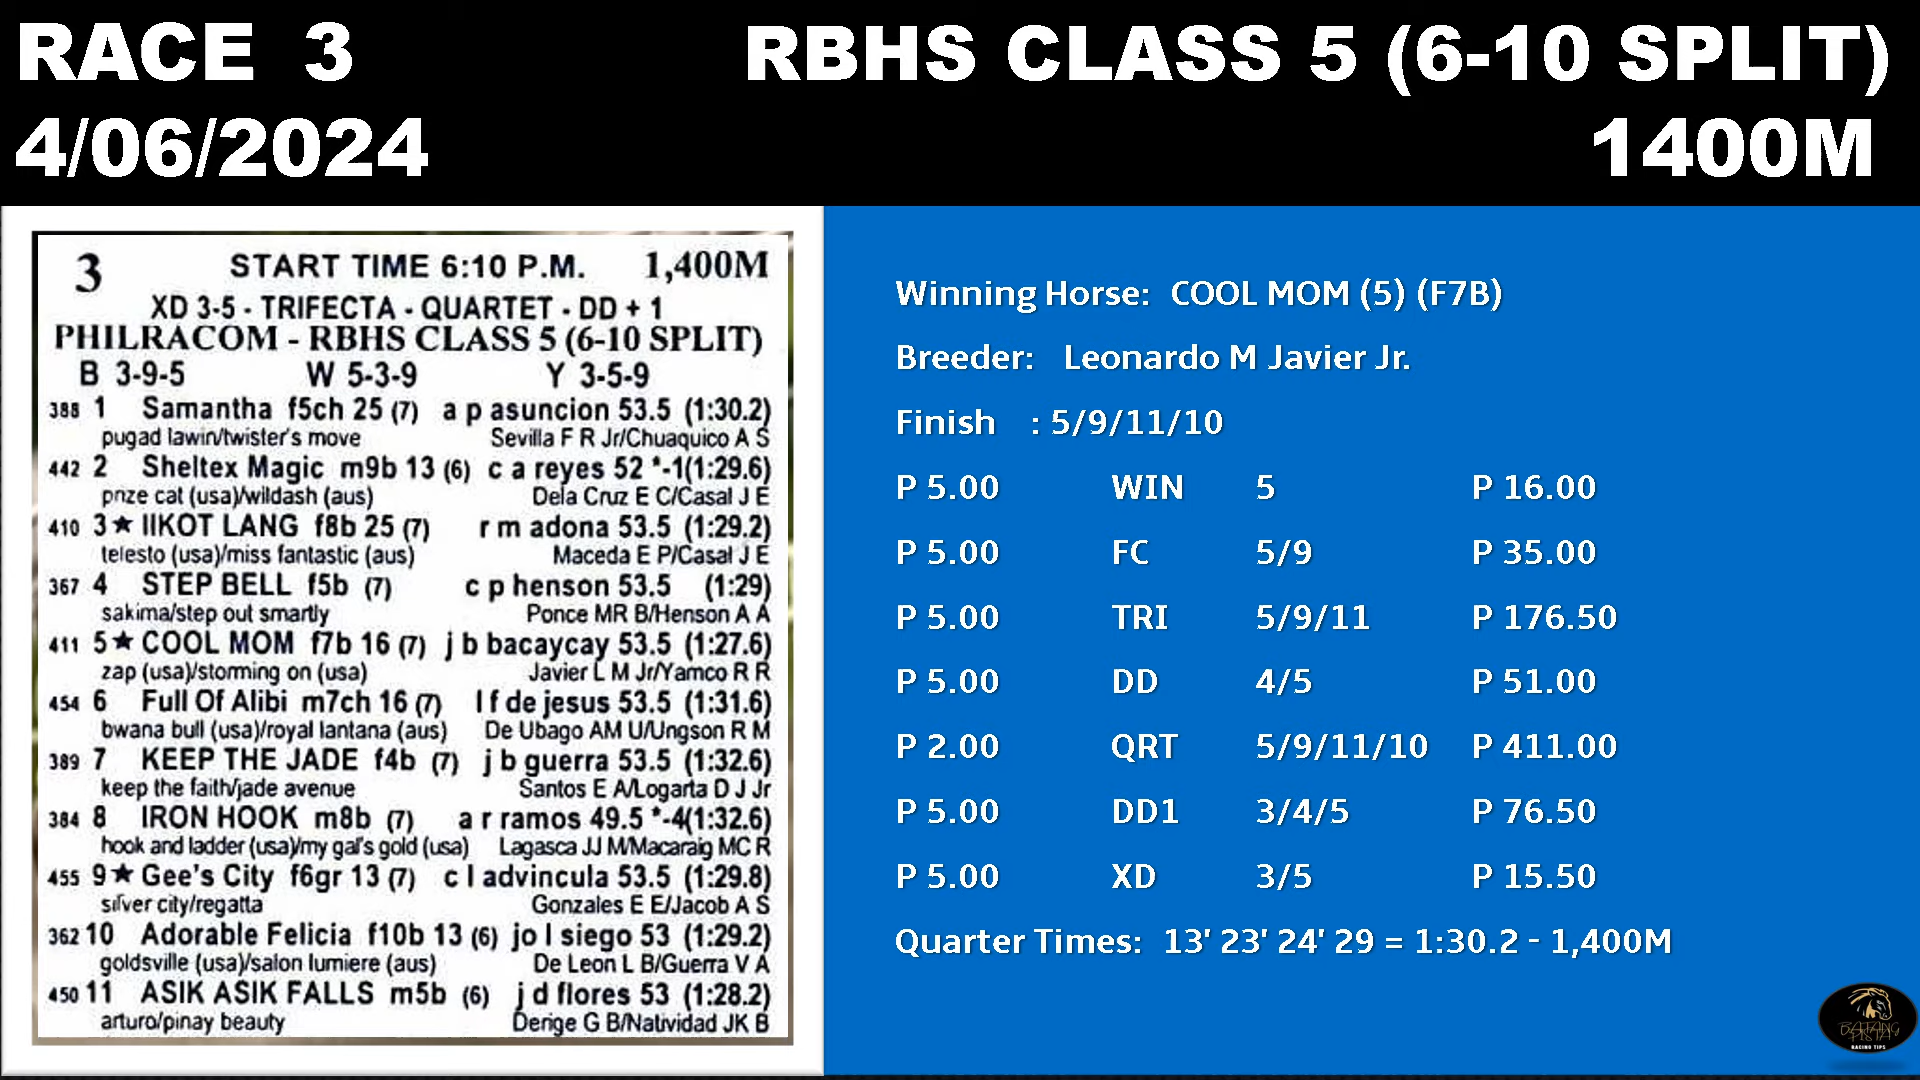 RACE 3
RBHS CLASS 5 (6-10 SPLIT)
4/06/2024
1400M
3 START TIME 6:10 P.M. 1,400M
XD 3-5 - TRIFECTA - QUARTET - DD + 1
PHILRACOM - RBHS CLASS 5 (6-10 SPLIT)
B 3-9-5 W 5-3-9 Y 3-5-9
388 1 Samantha f5ch 25 (7) a p asuncion 53.5 (1:30.2)
pugad lawin/twister's move Sevilla F R Jr/Chuaquico A S
442 2 Sheltex Magic m9b 13 (6) c a reyes 52 *-1(1:29.6)
prize cat (usa)/wildash (aus) Dela Cruz E C/Casal J E
410 3★ IIKOT LANG f8b 25 (7) r m adona 53.5 (1:29.2)
telesto (usa)/miss fantastic (aus) Maceda E P/Casal J E
367 4 STEP BELL f5b (7) c p henson 53.5 (1:29)
sakima/step out smartly Ponce MR B/Henson A A
411 5★ COOL MOM f7b 16 (7) j b bacaycay 53.5 (1:27.6)
zap (usa)/storming on (usa) Javier L M Jr/Yamco R R
454 6 Full Of Alibi m7ch 16 (7) l f de jesus 53.5 (1:31.6)
bwana bull (usa)/royal lantana (aus) De Ubago AM U/Ungson R M
389 7 KEEP THE JADE f4b (7) j b guerra 53.5 (1:32.6)
keep the faith/jade avenue Santos E A/Logarta D J Jr
384 8 IRON HOOK m8b (7) a r ramos 49.5 *-4(1:32.6)
hook and ladder (usa)/my gal's gold (usa) Lagasca JJ M/Macaraig MC R
455 9★ Gee's City f6gr 13 (7) c l advincula 53.5 (1:29.8)
silver city/regatta Gonzales E E/Jacob A S
362 10 Adorable Felicia f10b 13 (6) jo l siego 53 (1:29.2)
goldsville (usa)/salon lumiere (aus) De Leon L B/Guerra V A
450 11 ASIK ASIK FALLS m5b (6) j d flores 53 (1:28.2)
arturo/pinay beauty Derige G B/Natividad JK B
Winning Horse: COOL MOM (5) (F7B)
Breeder: Leonardo M Javier Jr.
Finish : 5/9/11/10
P 5.00 WIN 5 P 16.00
P 5.00 FC 5/9 P 35.00
P 5.00 TRI 5/9/11 P 176.50
P 5.00 DD 4/5 P 51.00
P 2.00 QRT 5/9/11/10 P 411.00
P 5.00 DD1 3/4/5 P 76.50
P 5.00 XD 3/5 P 15.50
Quarter Times: 13' 23' 24' 29 = 1:30.2 - 1,400M
BATANG
PISTA
RACING TIPS